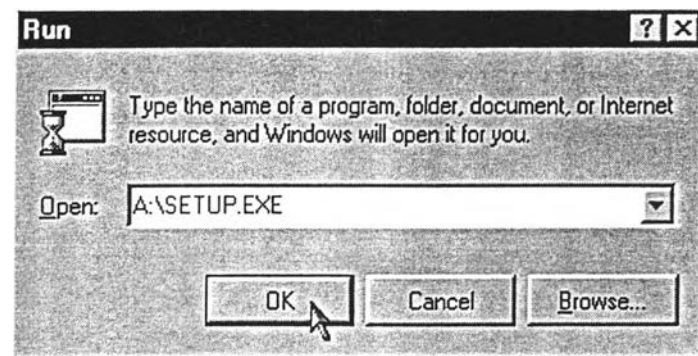 Run
Type the name of a program, folder, document, or Internet
resource, and Windows will open it for you.
Open: A:\SETUP.EXE
OK Cancel Browse...